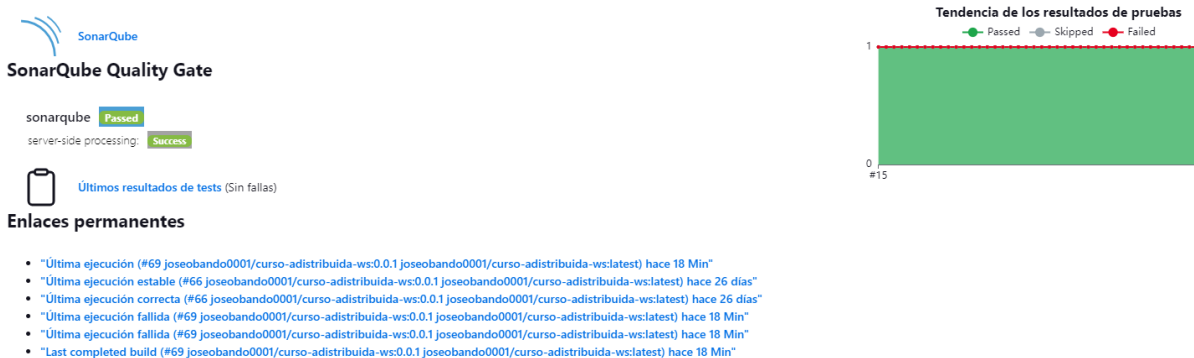 SonarQube
SonarQube Quality Gate
sonarqube Passed
server-side processing: Success
Últimos resultados de tests (Sin fallas)
Enlaces permanentes
"Última ejecución (#69 joseobando0001/curso-adistribuida-ws:0.0.1 joseobando0001/curso-adistribuida-ws:latest) hace 18 Min"
"Última ejecución estable (#66 joseobando0001/curso-adistribuida-ws:0.0.1 joseobando0001/curso-adistribuida-ws:latest) hace 26 días"
"Última ejecución correcta (#66 joseobando0001/curso-adistribuida-ws:0.0.1 joseobando0001/curso-adistribuida-ws:latest) hace 26 días"
"Última ejecución fallida (#69 joseobando0001/curso-adistribuida-ws:0.0.1 joseobando0001/curso-adistribuida-ws:latest) hace 18 Min"
"Última ejecución fallida (#69 joseobando0001/curso-adistribuida-ws:0.0.1 joseobando0001/curso-adistribuida-ws:latest) hace 18 Min"
"Last completed build (#69 joseobando0001/curso-adistribuida-ws:0.0.1 joseobando0001/curso-adistribuida-ws:latest) hace 18 Min"
Tendencia de los resultados de pruebas
Passed Skipped Failed
1
0
#15